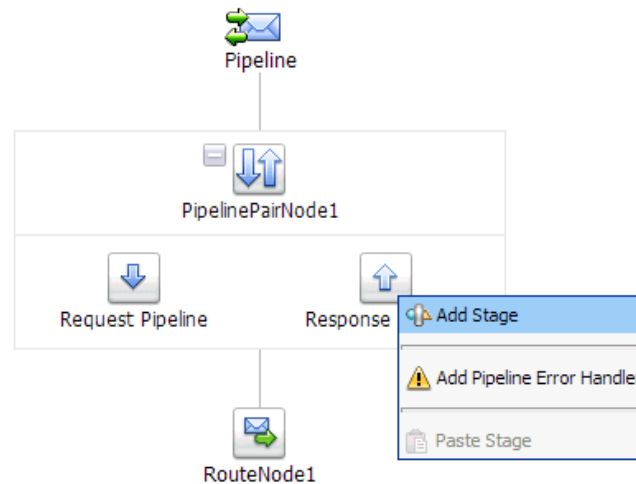 Pipeline
PipelinePairNode1
Request Pipeline
Response
Add Stage
Add Pipeline Error Handle
Paste Stage
RouteNode1